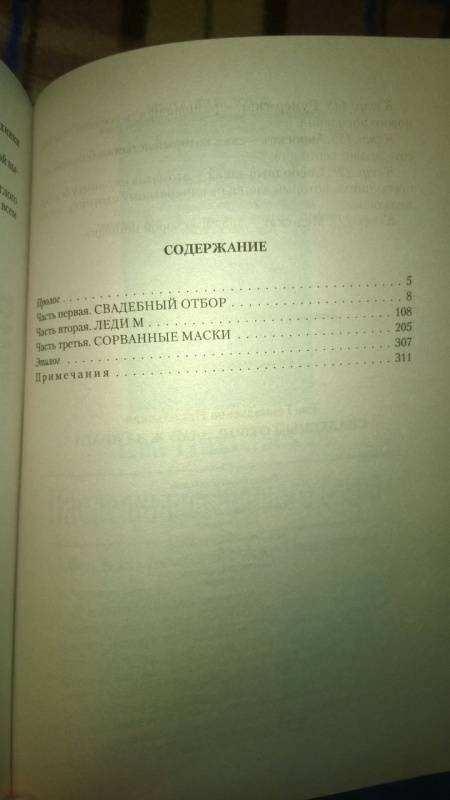 СОДЕРЖАНИЕ
Пролог . . . . . . . . . . . . . . . . . . . . . . . . . . . . . . . . . . . . 5
Часть первая. СВАДЕБНЫЙ ОТБОР . . . . . . . . . . . . . . . . . . 8
Часть вторая. ЛЕДИ М . . . . . . . . . . . . . . . . . . . . . . . . . . 108
Часть третья. СОРВАННЫЕ МАСКИ . . . . . . . . . . . . . . . . . 205
Эпилог . . . . . . . . . . . . . . . . . . . . . . . . . . . . . . . . . . . . 307
Примечания . . . . . . . . . . . . . . . . . . . . . . . . . . . . . . . 311
всем